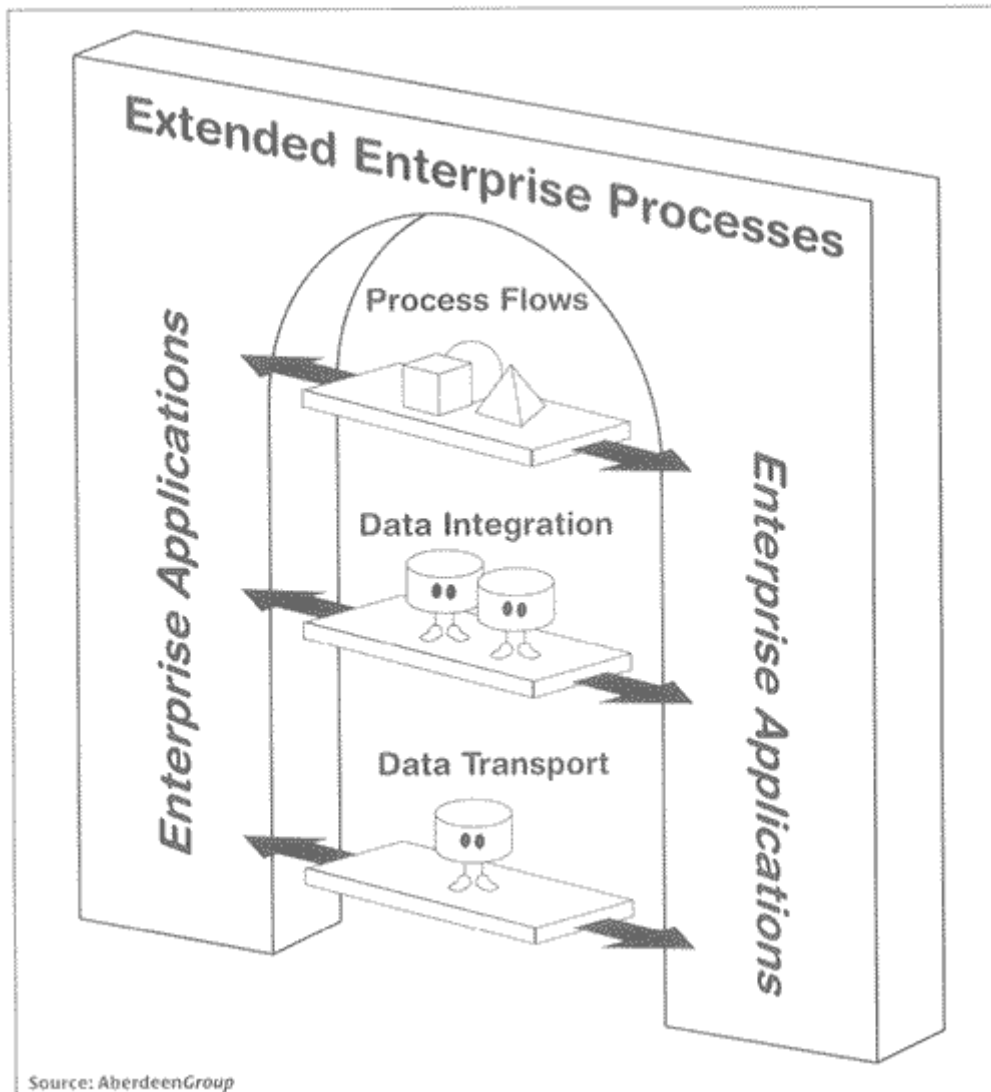 Extended Enterprise Processes
Process Flows
Enterprise Applications
Data Integration
Enterprise Applications
Data Transport
Source: AberdeenGroup